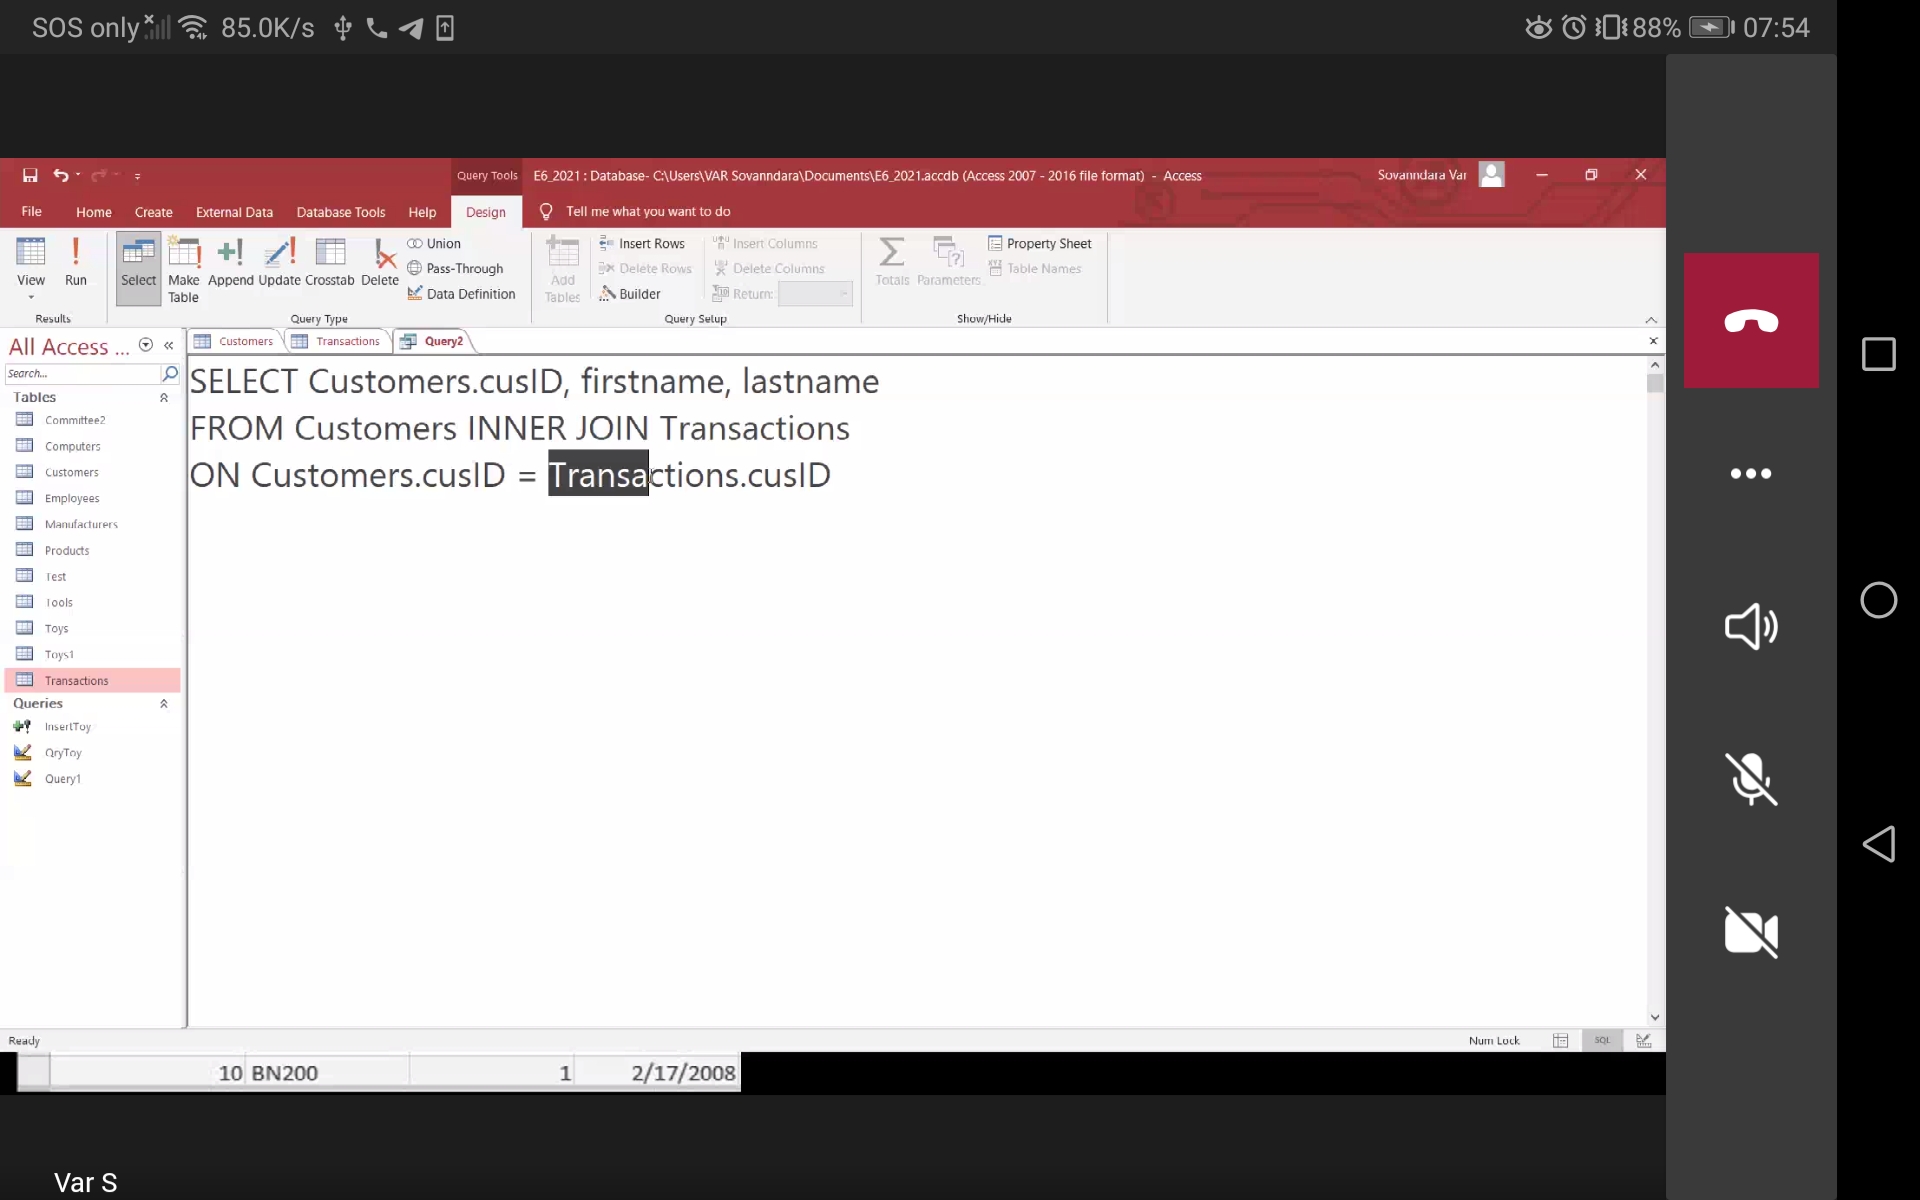 SOS only 85.0K/s 88% 07:54
Query Tools E6_2021 : Database- C:\Users\VAR Sovanndara\Documents\E6_2021.accdb (Access 2007 - 2016 file format) - Access Sovanndara Var
File Home Create External Data Database Tools Help Design Tell me what you want to do
View Run Select Make Table Append Update Crosstab Delete
Union
Pass-Through
Data Definition
Add Tables
Insert Rows
Delete Rows
Builder
Insert Columns
Delete Columns
Return:
Totals Parameters
Property Sheet
Table Names
Results Query Type Query Setup Show/Hide
All Access ...
Search...
Tables
Committee2
Computers
Customers
Employees
Manufacturers
Products
Test
Tools
Toys
Toys1
Transactions
Queries
InsertToy
QryToy
Query1
Customers Transactions Query2
SELECT Customers.cusID, firstname, lastname
FROM Customers INNER JOIN Transactions
ON Customers.cusID = Transactions.cusID
Ready Num Lock SQL
10 BN200 1 2/17/2008
Var S